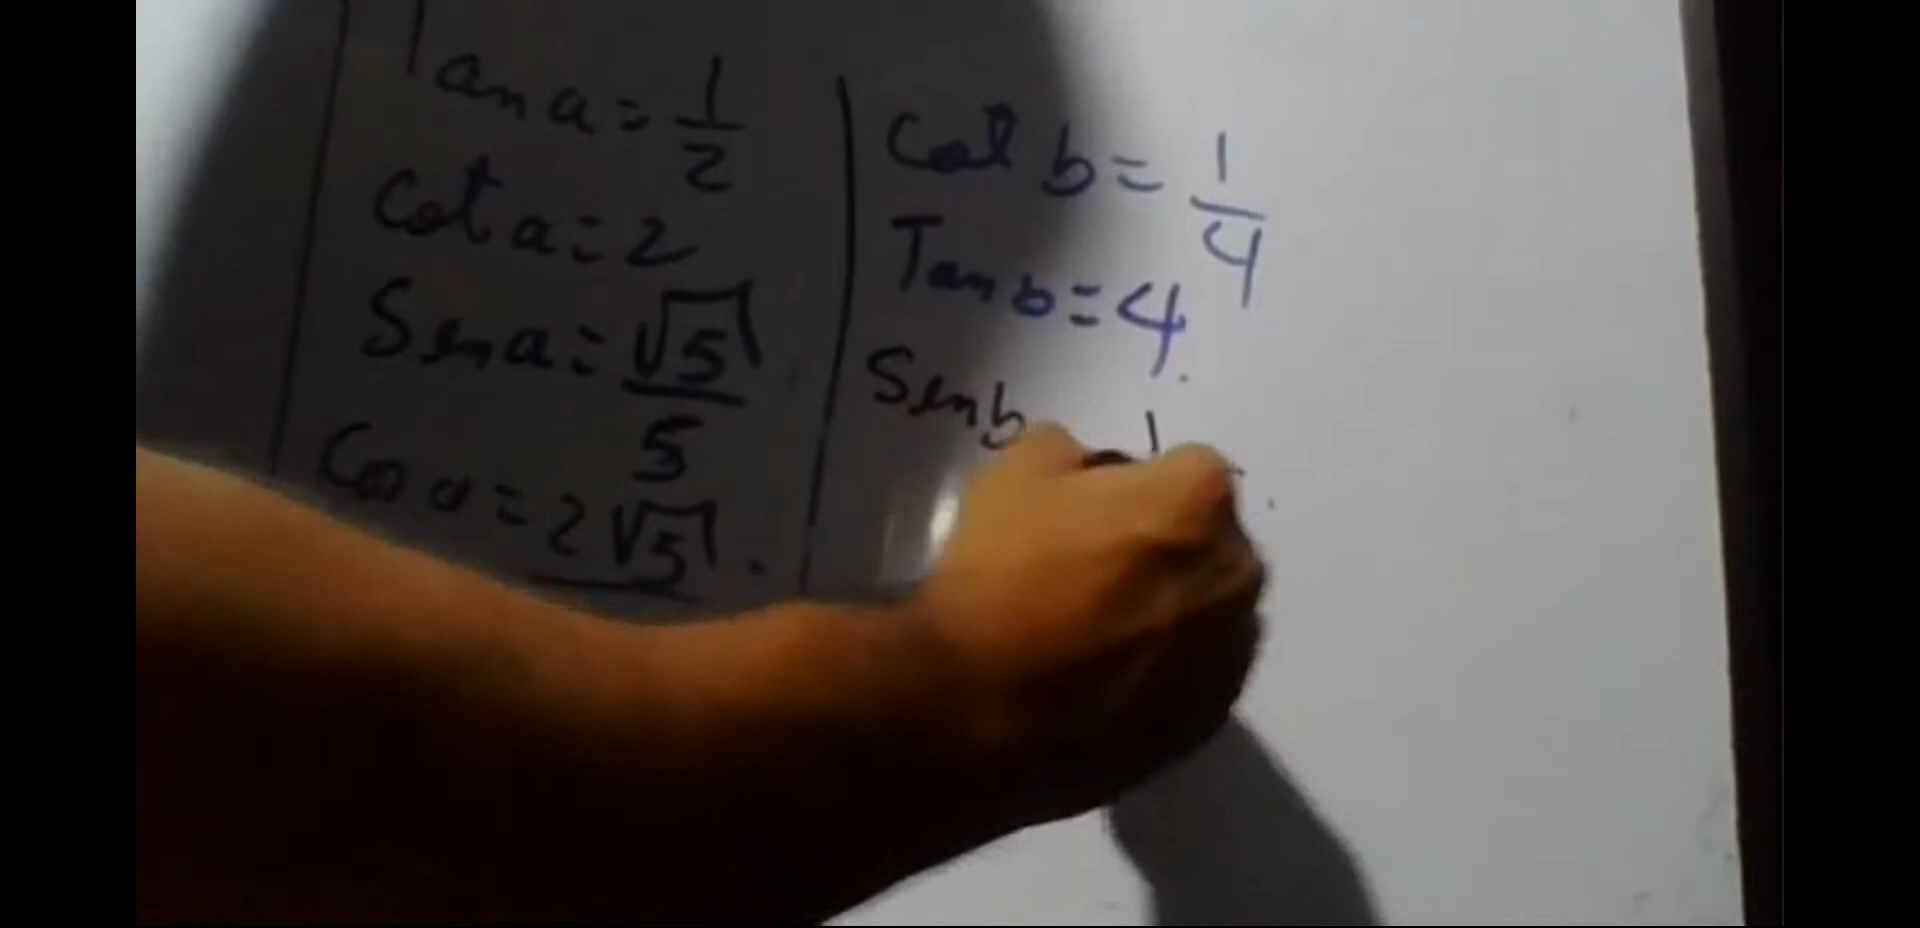 Tan a = 1/2
Cot a = 2
Sen a = √5/5
Cos a = 2√5
Cot b = 1/4
Tan b = 4
Sen b